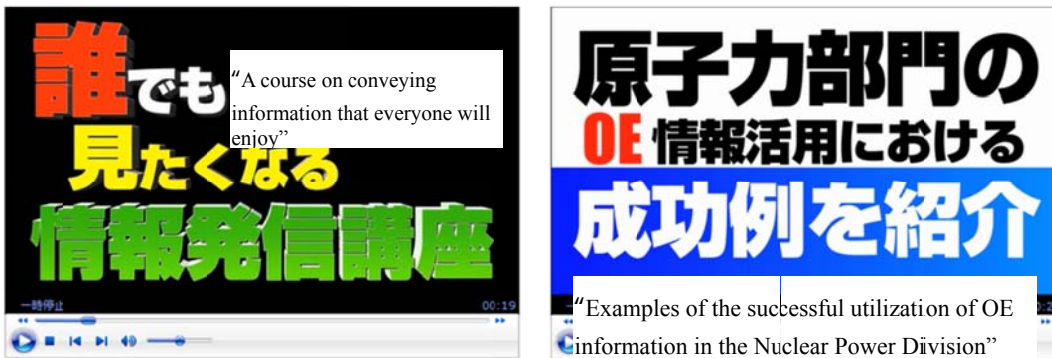 誰でも
見たくなる
情報発信講座
“A course on conveying
information that everyone will
enjoy”
一時停止
00:19
原子力部門の
OE 情報活用における
成功例を紹介
“Examples of the successful utilization of OE
information in the Nuclear Power Division”